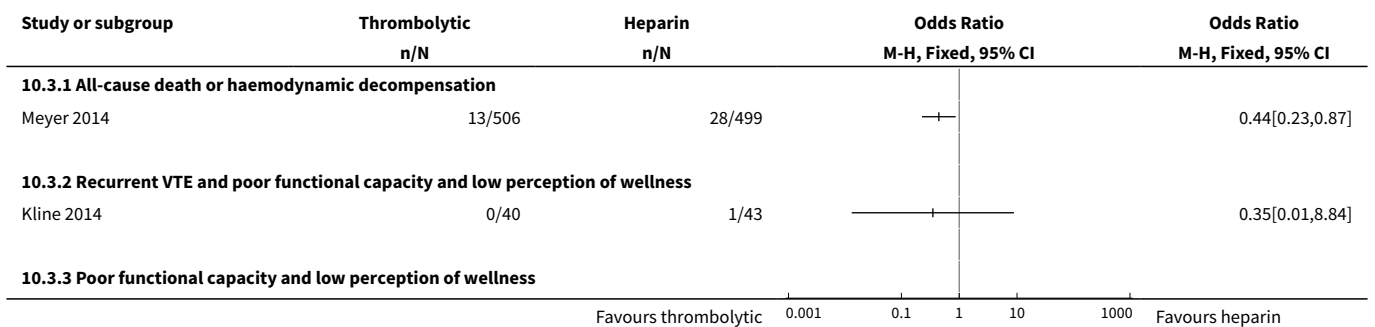 Study or subgroup Thrombolytic Heparin Odds Ratio Odds Ratio
n/N n/N M-H, Fixed, 95% CI M-H, Fixed, 95% CI
10.3.1 All-cause death or haemodynamic decompensation
Meyer 2014 13/506 28/499 0.44[0.23,0.87]
10.3.2 Recurrent VTE and poor functional capacity and low perception of wellness
Kline 2014 0/40 1/43 0.35[0.01,8.84]
10.3.3 Poor functional capacity and low perception of wellness
Favours thrombolytic 0.001 0.1 1 10 1000 Favours heparin